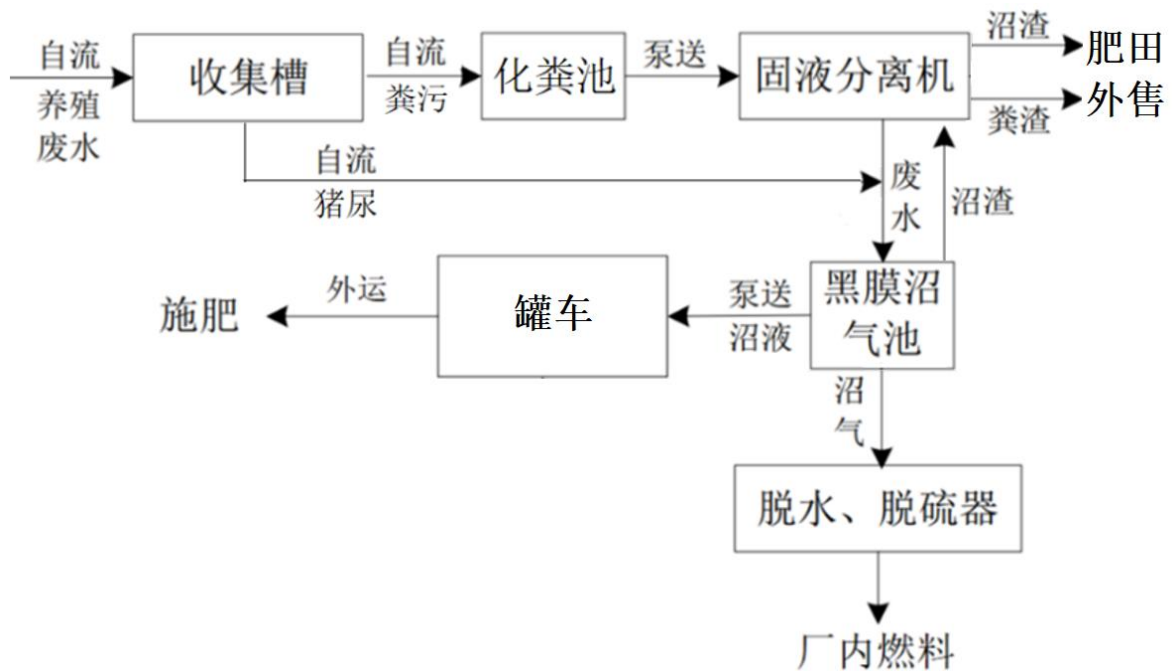 自流
养殖
废水
收集槽
自流
粪污
化粪池
泵送
固液分离机
沼渣
肥田
粪渣
外售
自流
猪尿
废
水
沼渣
施肥
外运
罐车
泵送
沼液
黑膜沼
气池
沼
气
脱水、脱硫器
厂内燃料